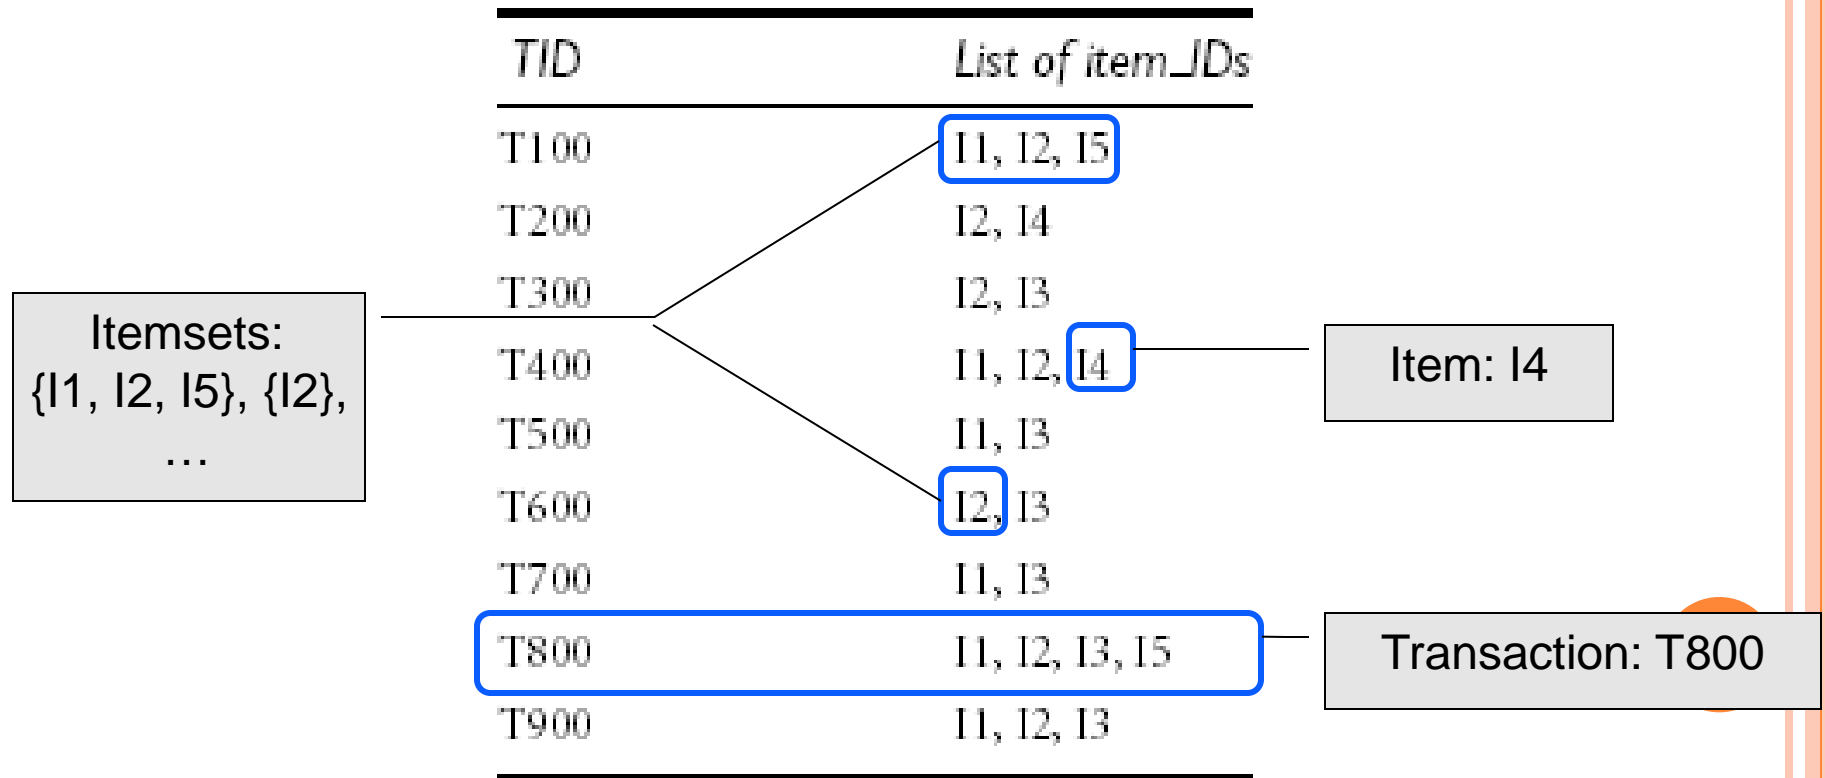 TID List of item_IDs
T100 I1, I2, I5
T200 I2, I4
T300 I2, I3
T400 I1, I2, I4
T500 I1, I3
T600 I2, I3
T700 I1, I3
T800 I1, I2, I3, I5
T900 I1, I2, I3
Itemsets:
{I1, I2, I5}, {I2},
…
Item: I4
Transaction: T800